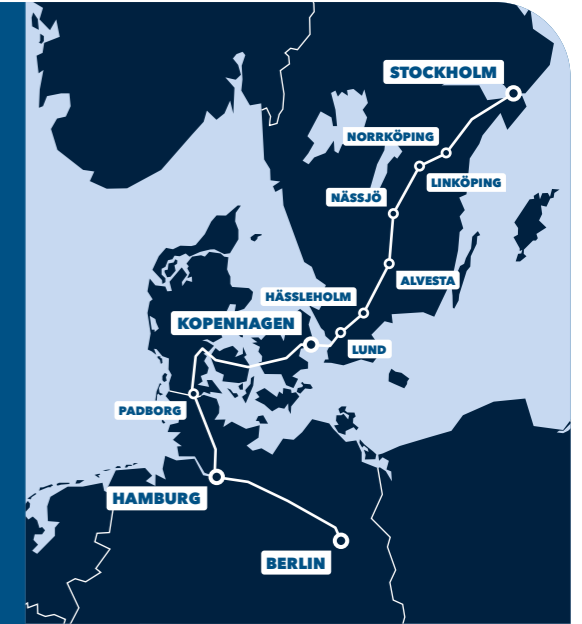 STOCKHOLM
NORRKÖPING
LINKÖPING
NÄSSJÖ
ALVESTA
HÄSSLEHOLM
KOPENHAGEN
LUND
PADBORG
HAMBURG
BERLIN